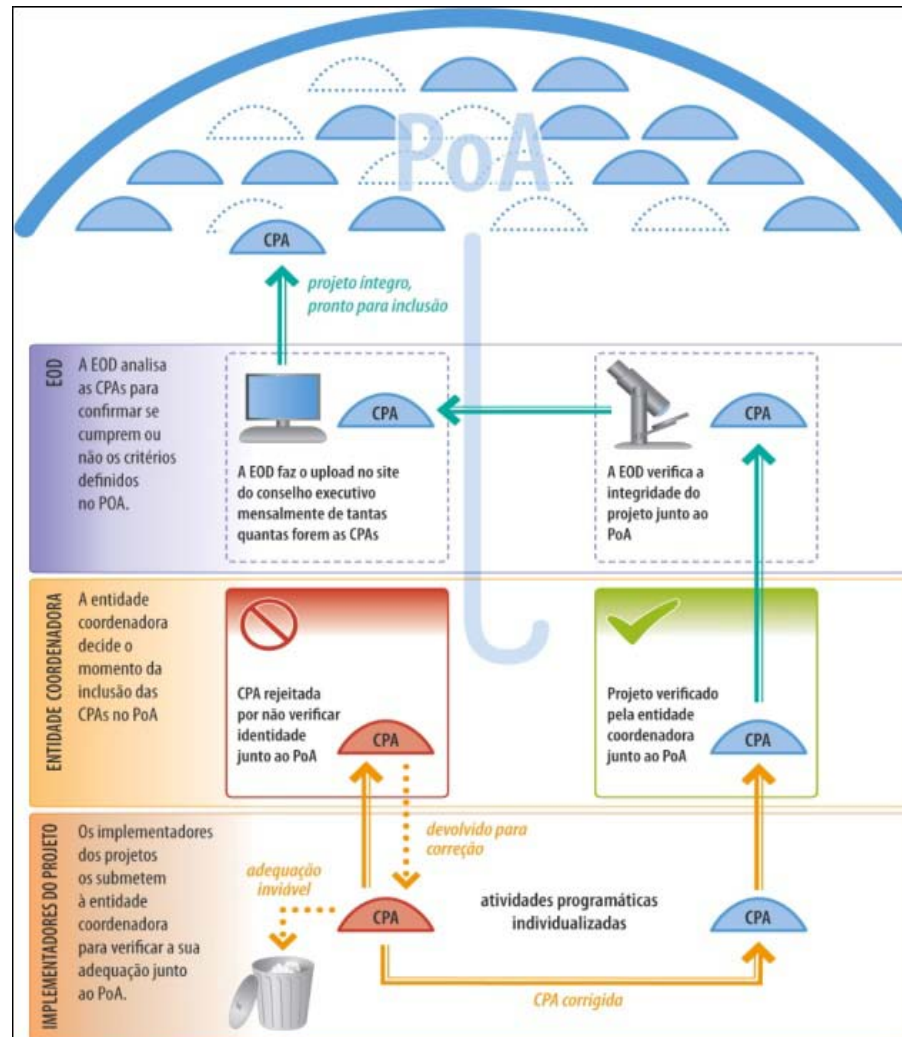 PoA
CPA
projeto íntegro,
pronto para inclusão
EOD
A EOD analisa
as CPAs para
confirmar se
cumprem ou
não os critérios
definidos
no POA.
CPA
A EOD faz o upload no site
do conselho executivo
mensalmente de tantas
quantas forem as CPAs
CPA
A EOD verifica a
integridade do
projeto junto ao
PoA
ENTIDADE COORDENADORA
A entidade
coordenadora
decide o
momento da
inclusão das
CPAs no PoA
CPA rejeitada
por não verificar
identidade
junto ao PoA
CPA
Projeto verificado
pela entidade
coordenadora
junto ao PoA
CPA
IMPLEMENTADORES DO PROJETO
Os implementadores
dos projetos
os submetem
à entidade
coordenadora
para verificar a sua
adequação junto
ao PoA.
adequação
inviável
devolvido para
correção
CPA
atividades programáticas
individualizadas
CPA
CPA corrigida